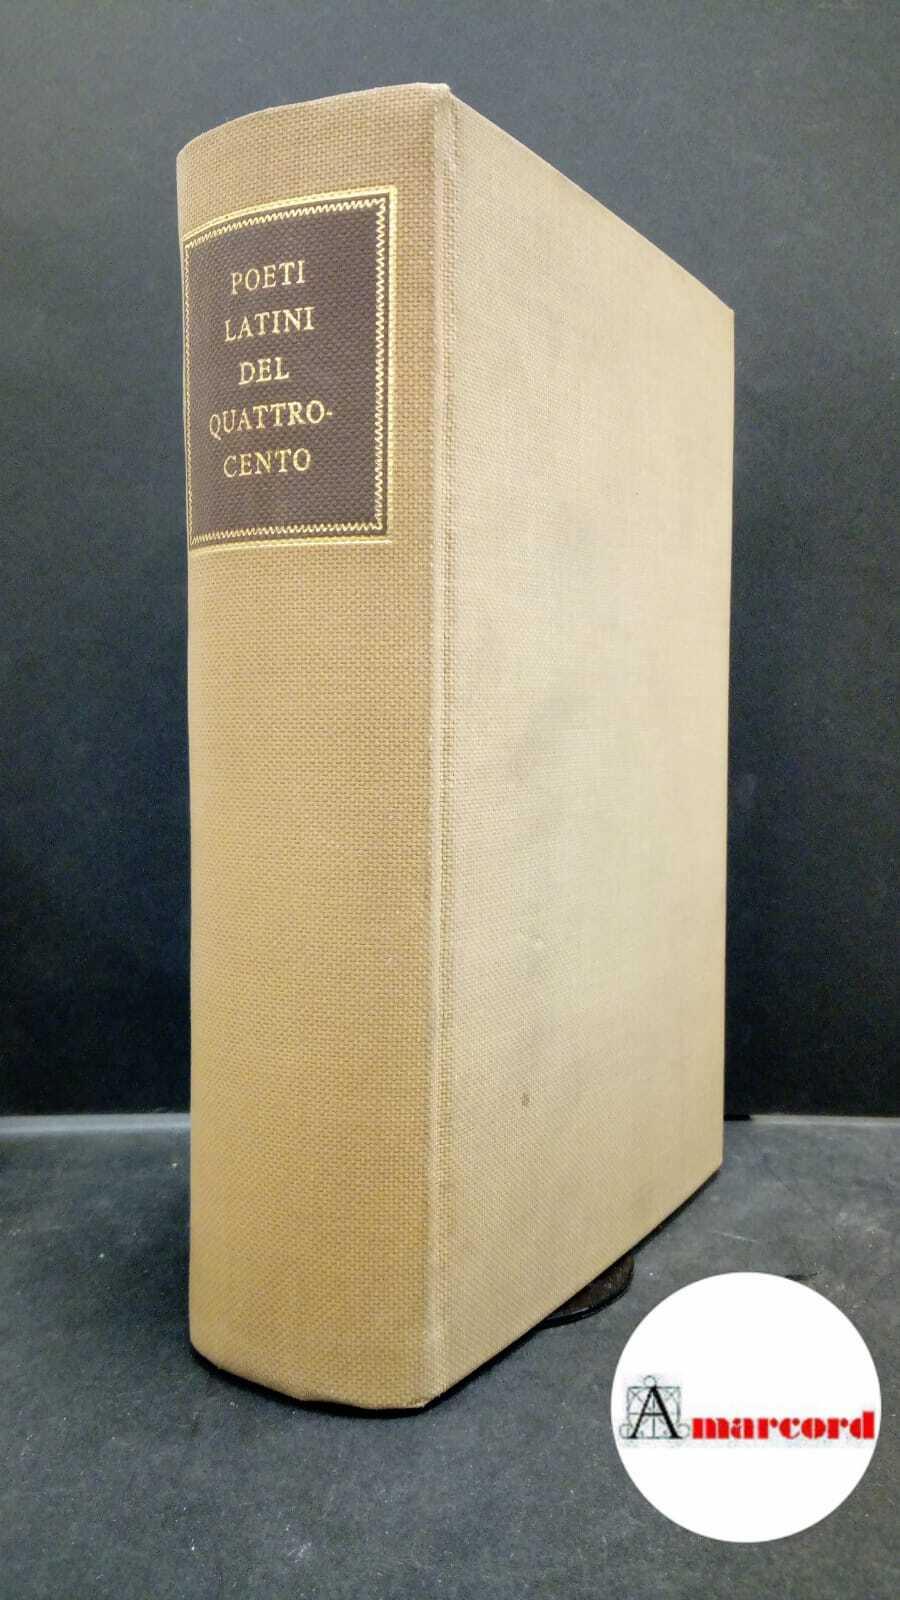 POETI
LATINI
DEL
QUATTRO-
CENTO
Amarcord